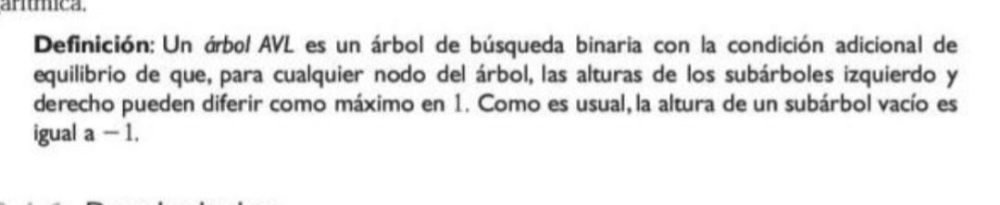 Definición: Un árbol AVL es un árbol de búsqueda binaria con la condición adicional de
equilibrio de que, para cualquier nodo del árbol, las alturas de los subárboles izquierdo y
derecho pueden diferir como máximo en 1. Como es usual, la altura de un subárbol vacío es
igual a −1.